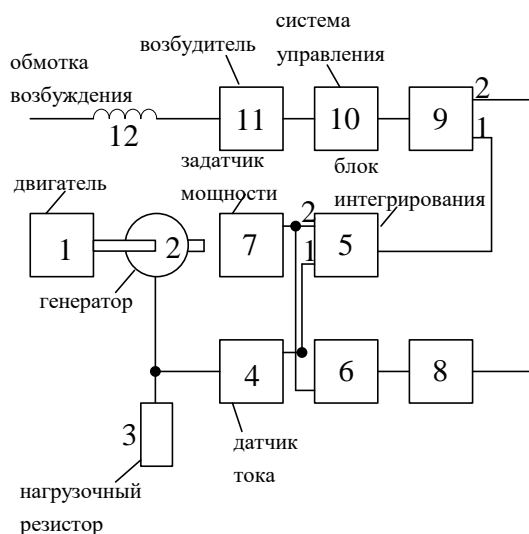 система
управления
возбудитель
обмотка
возбуждения
12
11
10
9
2
1
задатчик
мощности
блок
интегрирования
двигатель
1
2
генератор
7
2
1
5
4
6
8
3
датчик
тока
нагрузочный
резистор